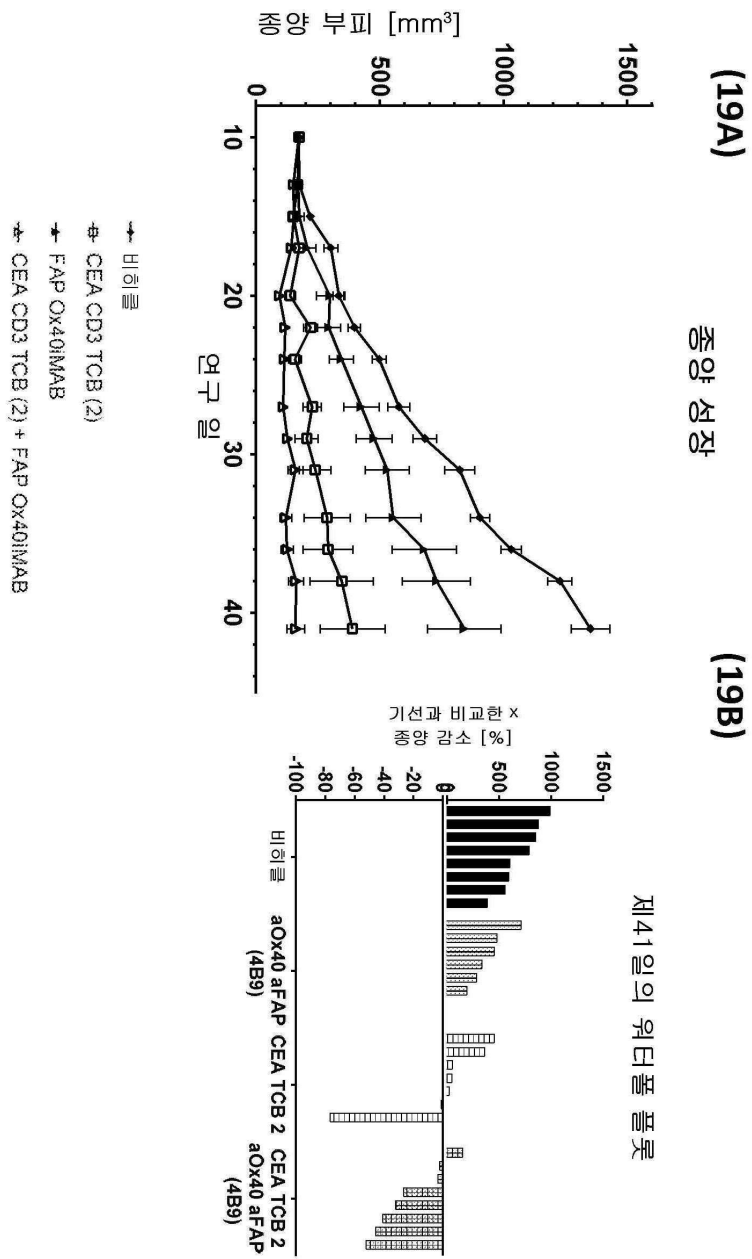 (19A)
종양 성장
종양 부피 [mm³]
1500
1000
500
0
10
20
30
40
연구 일
비히클
CEA CD3 TCB (2)
FAP Ox40iMAB
CEA CD3 TCB (2) + FAP Ox40iMAB
(19B)
제41일의 워터폴 플롯
기선과 비교한 x
종양 감소 [%]
1500
1000
500
0
0
-20
-40
-60
-80
-100
비히클
aOx40 aFAP
(4B9)
CEA TCB 2
CEA TCB 2
aOx40 aFAP
(4B9)